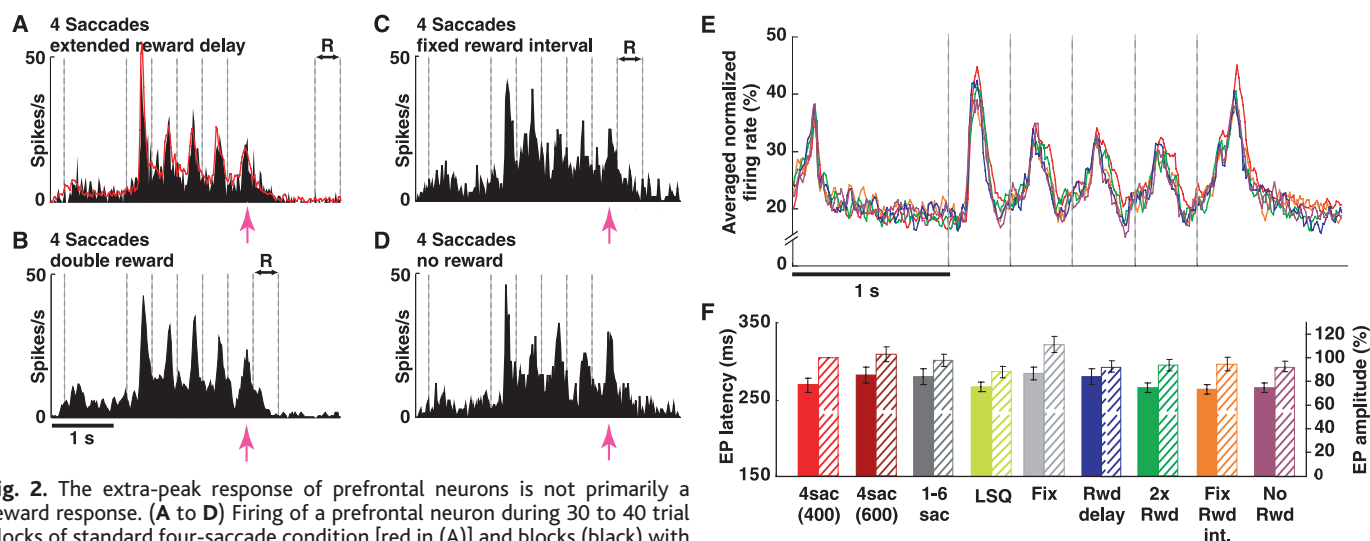 A 4 Saccades
extended reward delay
R
50
Spikes/s
0
B 4 Saccades
double reward
R
50
Spikes/s
0
1 s
C 4 Saccades
fixed reward interval
R
50
Spikes/s
0
D 4 Saccades
no reward
50
Spikes/s
0
E
50
40
30
20
0
Averaged normalized
firing rate (%)
1 s
F
350
250
150
EP latency (ms)
120
100
80
60
40
20
0
EP amplitude (%)
4sac
(400)
4sac
(600)
1-6
sac
LSQ
Fix
Rwd
delay
2x
Rwd
Fix
Rwd
int.
No
Rwd
ig. 2. The extra-peak response of prefrontal neurons is not primarily a
eward response. (A to D) Firing of a prefrontal neuron during 30 to 40 trial
locks of standard four-saccade condition [red in (A)] and blocks (black) with